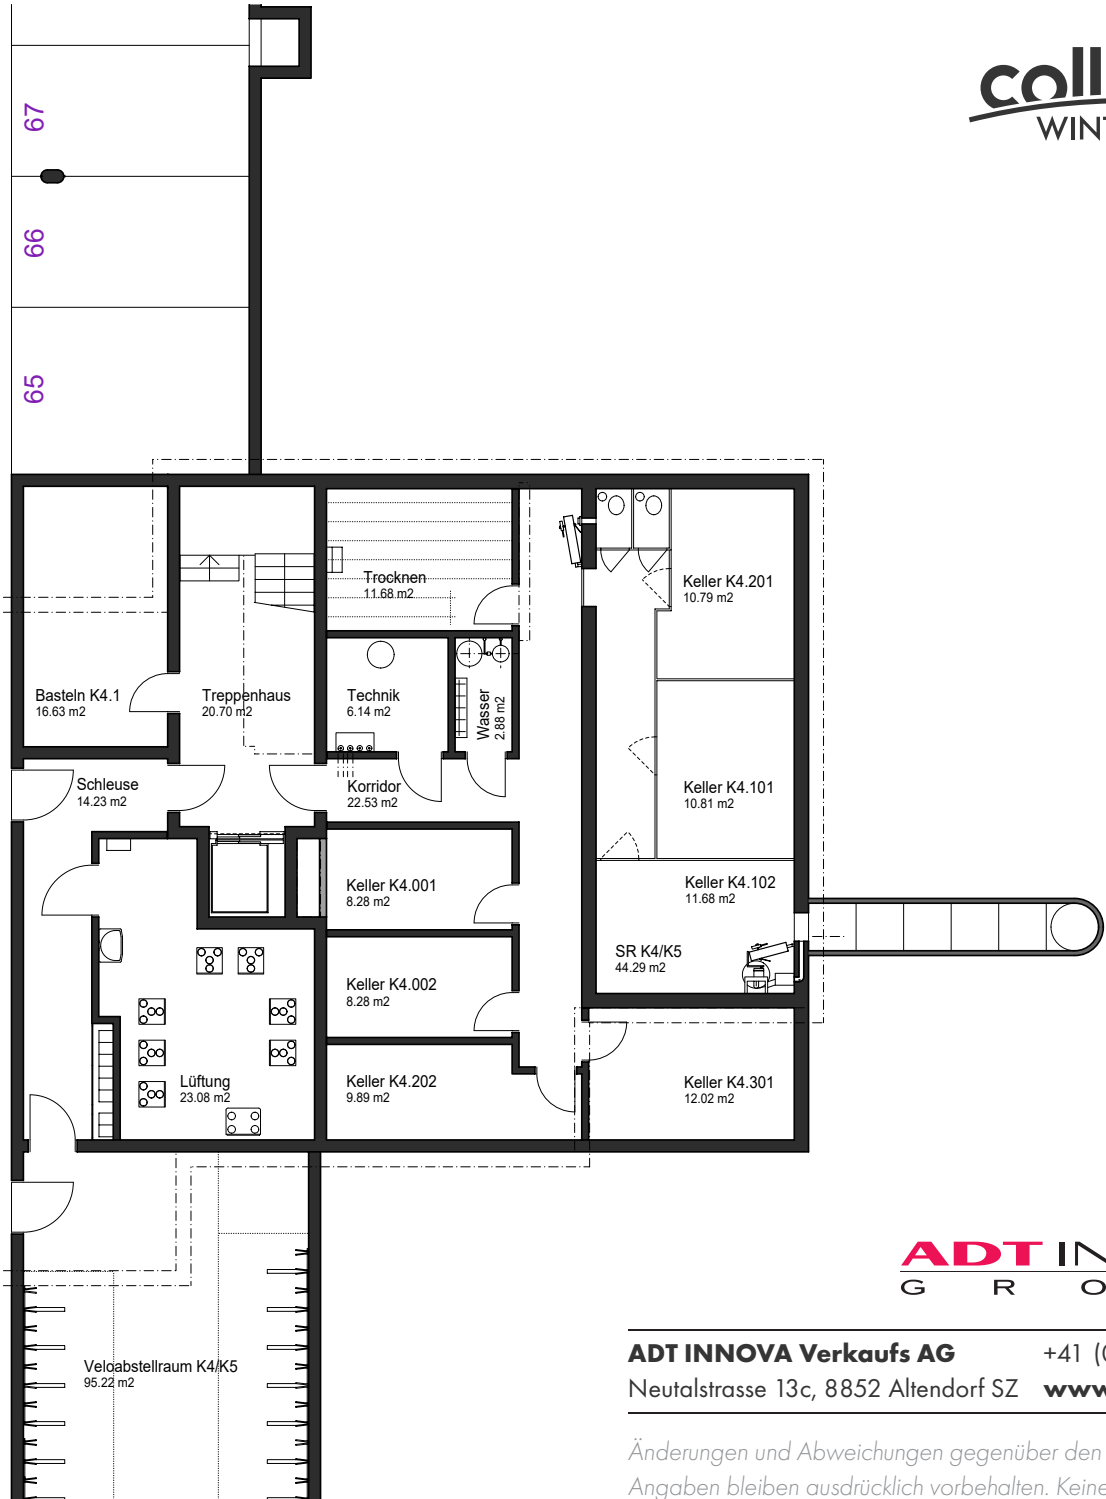 coll
WINT
67
66
65
Trocknen
11.68 m2
Keller K4.201
10.79 m2
Basteln K4.1
16.63 m2
Treppenhaus
20.70 m2
Technik
6.14 m2
Wasser
2.88 m2
Schleuse
14.23 m2
Korridor
22.53 m2
Keller K4.101
10.81 m2
Keller K4.001
8.28 m2
Keller K4.102
11.68 m2
SR K4/K5
44.29 m2
Keller K4.002
8.28 m2
Lüftung
23.08 m2
Keller K4.202
9.89 m2
Keller K4.301
12.02 m2
Veloabstellraum K4/K5
95.22 m2
ADT IN
G R O
ADT INNOVA Verkaufs AG +41 (
Neutalstrasse 13c, 8852 Altendorf SZ www
Änderungen und Abweichungen gegenüber den
Angaben bleiben ausdrücklich vorbehalten. Keine